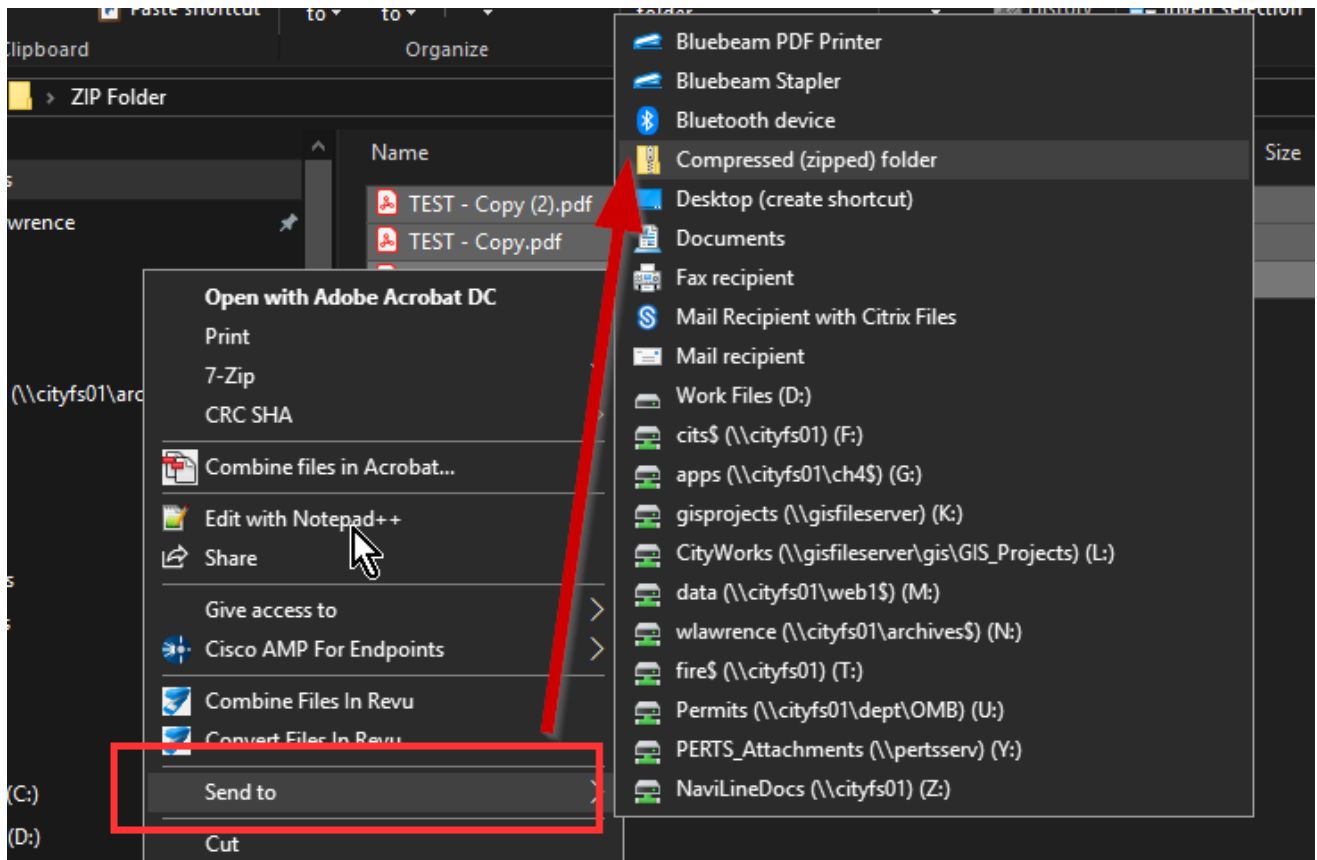 Paste shortcut
to
to
folder
History
Invert selection
Clipboard
Organize
ZIP Folder
Name
Size
wrence
TEST - Copy (2).pdf
TEST - Copy.pdf
(\\cityfs01\arc
(C:)
(D:)
Open with Adobe Acrobat DC
Print
7-Zip
CRC SHA
Combine files in Acrobat...
Edit with Notepad++
Share
Give access to
Cisco AMP For Endpoints
Combine Files In Revu
Convert Files In Revu
Send to
Cut
Bluebeam PDF Printer
Bluebeam Stapler
Bluetooth device
Compressed (zipped) folder
Desktop (create shortcut)
Documents
Fax recipient
Mail Recipient with Citrix Files
Mail recipient
Work Files (D:)
cits$ (\\cityfs01) (F:)
apps (\\cityfs01\ch4$) (G:)
gisprojects (\\gisfileserver) (K:)
CityWorks (\\gisfileserver\gis\GIS_Projects) (L:)
data (\\cityfs01\web1$) (M:)
wlawrence (\\cityfs01\archives$) (N:)
fire$ (\\cityfs01) (T:)
Permits (\\cityfs01\dept\OMB) (U:)
PERTS_Attachments (\\pertsserv) (Y:)
NaviLineDocs (\\cityfs01) (Z:)